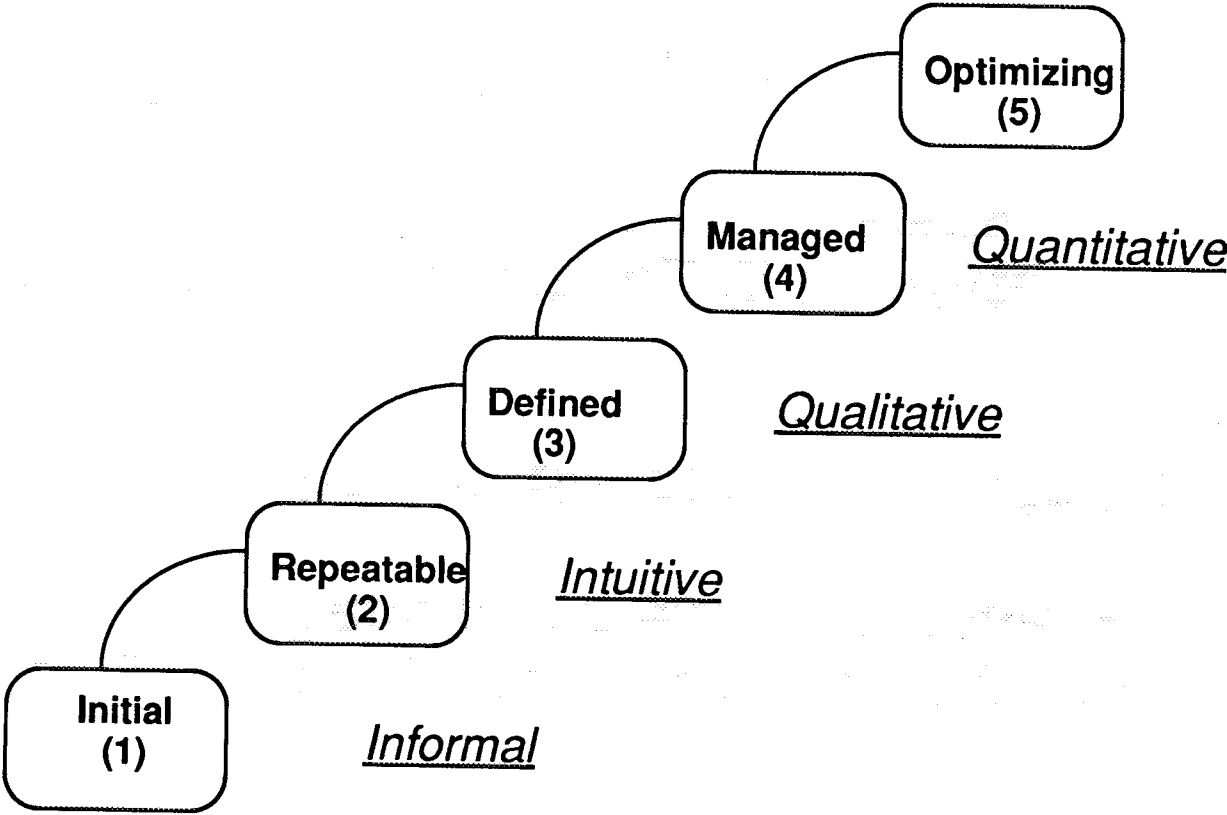 Optimizing
(5)
Managed
(4)
Quantitative
Defined
(3)
Qualitative
Repeatable
(2)
Intuitive
Initial
(1)
Informal